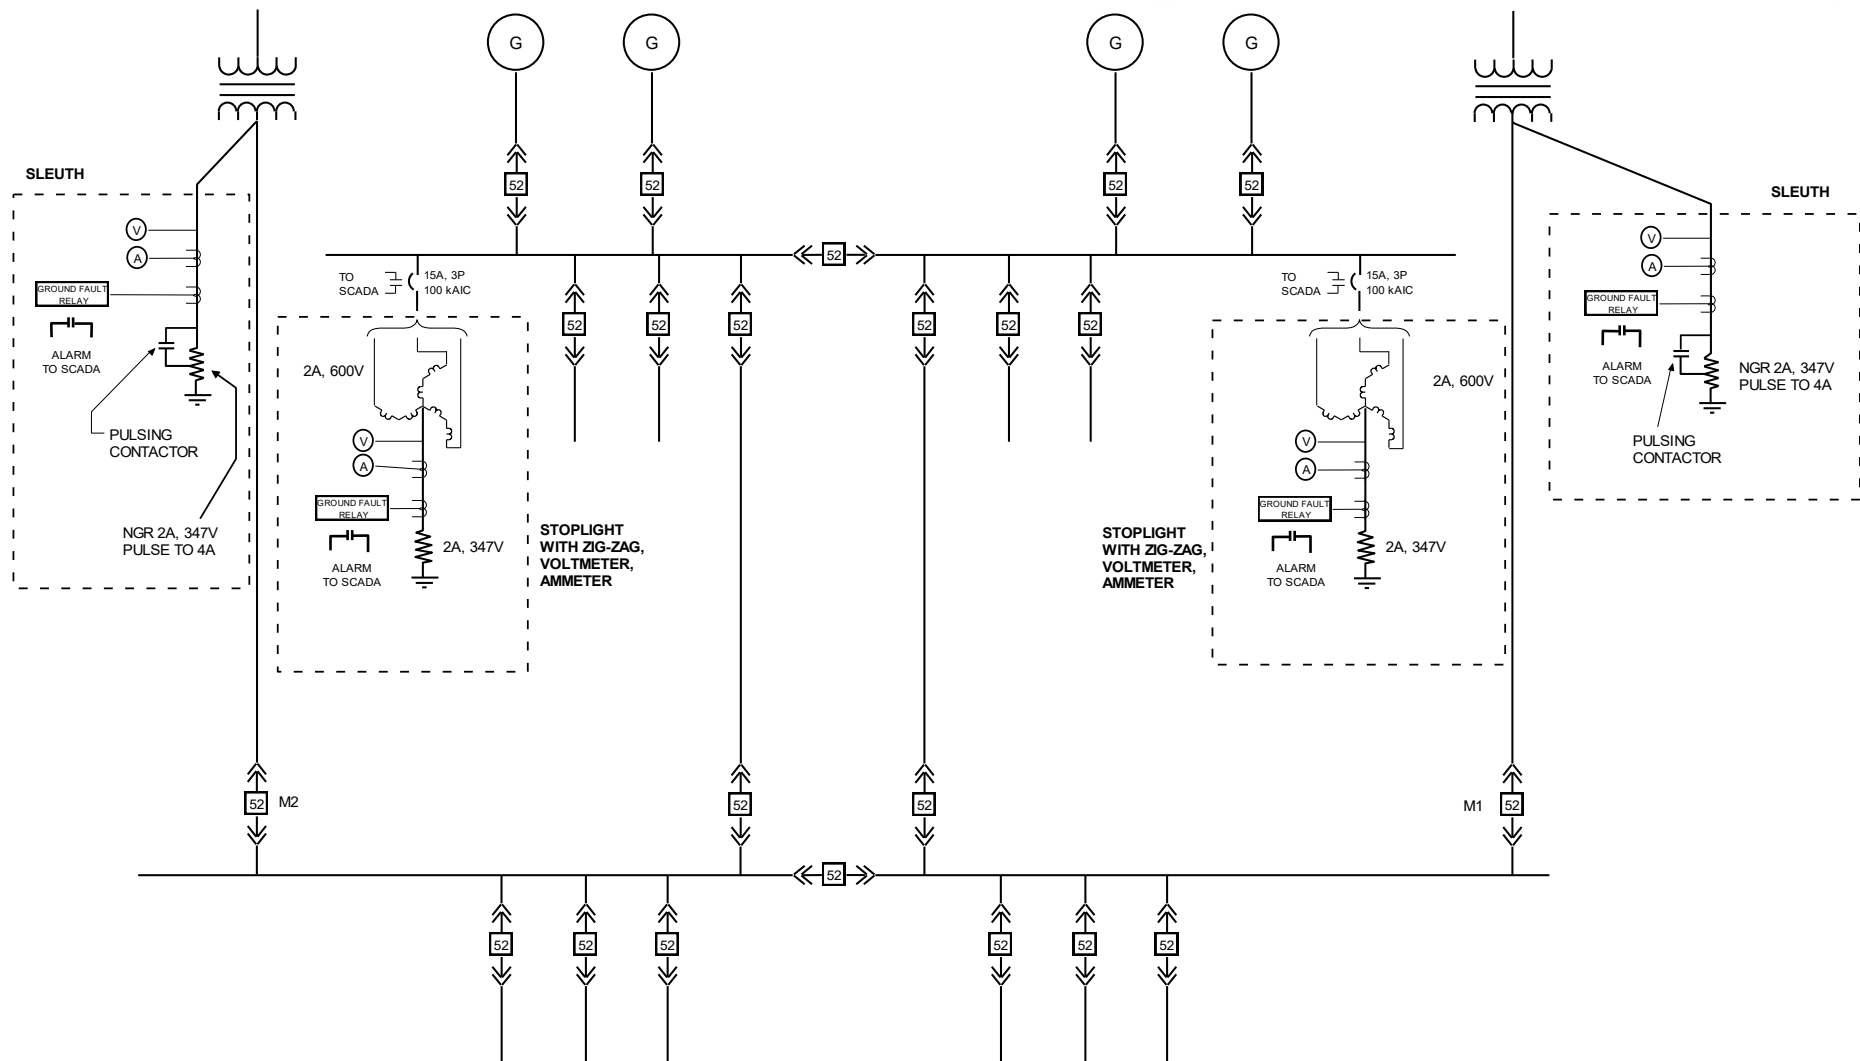 G
G
G
G
SLEUTH
52
52
52
52
SLEUTH
V
A
GROUND FAULT
RELAY
ALARM
TO SCADA
PULSING
CONTACTOR
NGR 2A, 347V
PULSE TO 4A
52
TO
SCADA
15A, 3P
100 kAIC
52
52
52
2A, 600V
V
A
GROUND FAULT
RELAY
ALARM
TO SCADA
2A, 347V
STOPLIGHT
WITH ZIG-ZAG,
VOLTMETER,
AMMETER
52
52
52
TO
SCADA
15A, 3P
100 kAIC
2A, 600V
V
A
GROUND FAULT
RELAY
ALARM
TO SCADA
2A, 347V
STOPLIGHT
WITH ZIG-ZAG,
VOLTMETER,
AMMETER
V
A
GROUND FAULT
RELAY
ALARM
TO SCADA
NGR 2A, 347V
PULSE TO 4A
PULSING
CONTACTOR
52
M2
52
52
M1
52
52
52
52
52
52
52
52